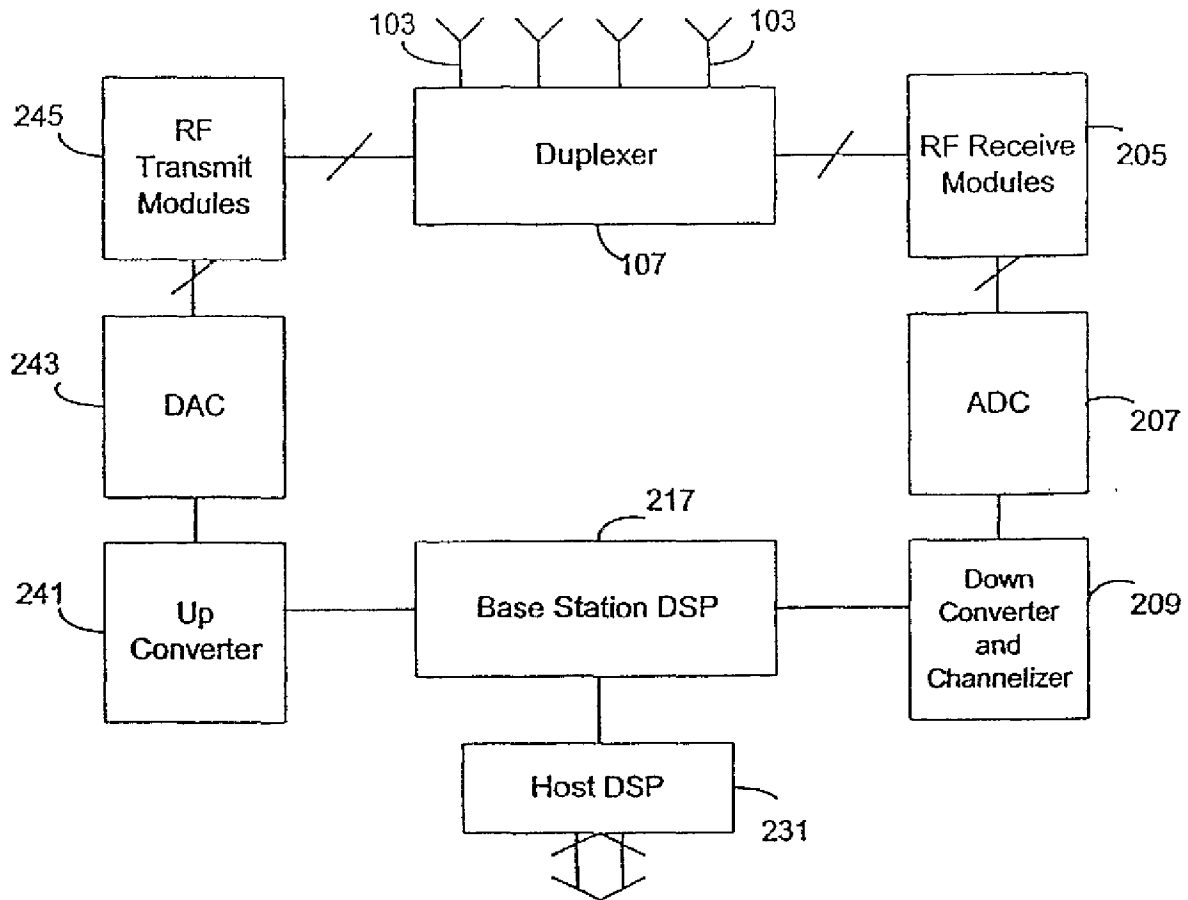 103
103
245
RF
Transmit
Modules
Duplexer
RF Receive
Modules
205
107
243
DAC
ADC
207
217
241
Up
Converter
Base Station DSP
Down
Converter
and
Channelizer
209
Host DSP
231